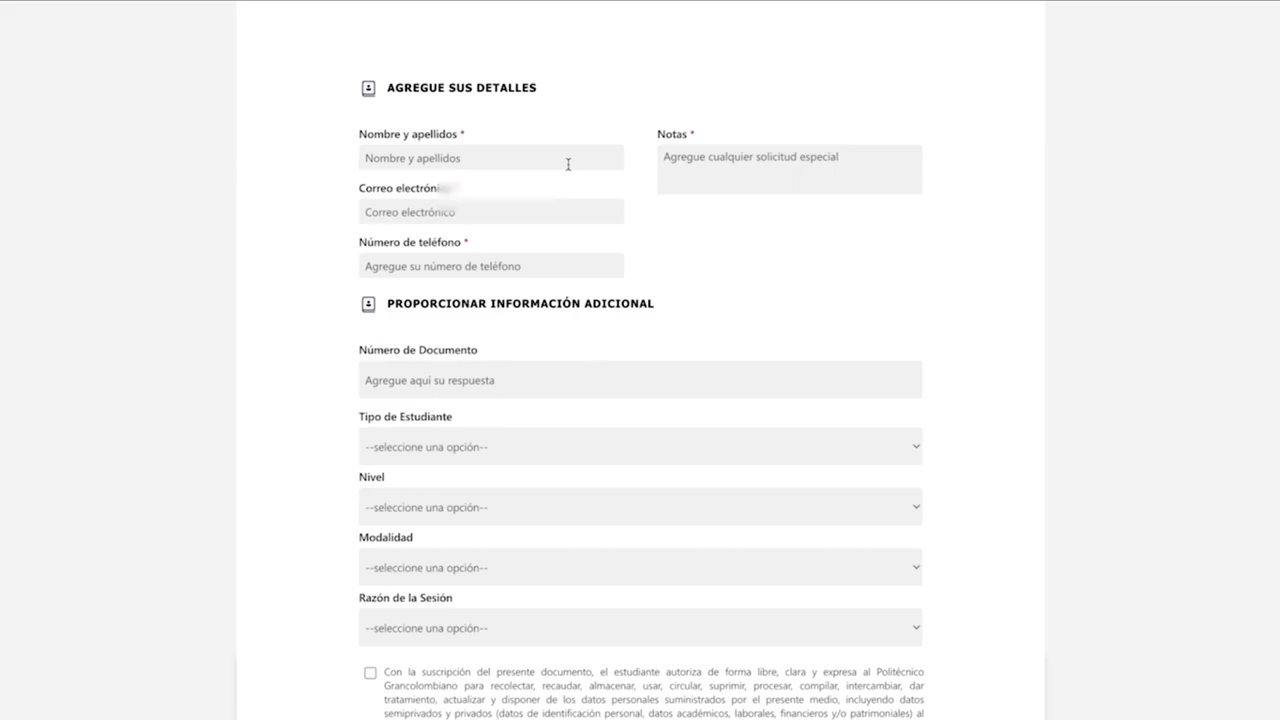 AGREGUE SUS DETALLES
Nombre y apellidos *
Nombre y apellidos
Notas *
Agregue cualquier solicitud especial
Correo
Correo electrónico
Número de teléfono *
Agregue su número de teléfono
PROPORCIONAR INFORMACIÓN ADICIONAL
Número de Documento
Agregue aquí su respuesta
Tipo de Estudiante
--seleccione una opción--
Nivel
--seleccione una opción--
Modalidad
--seleccione una opción--
Razón de la Sesión
--seleccione una opción--
Con la suscripción del presente documento, el estudiante autoriza de forma libre, clara y expresa al Politécnico
Grancolombiano para recolectar, recaudar, almacenar, usar, circular, suprimir, procesar, compilar, intercambiar, dar
tratamiento, actualizar y disponer de los datos personales suministrados por el presente medio, incluyendo datos
semiprivados y privados (datos de identificación personal, datos académicos, laborales, financieros y/o patrimoniales) al